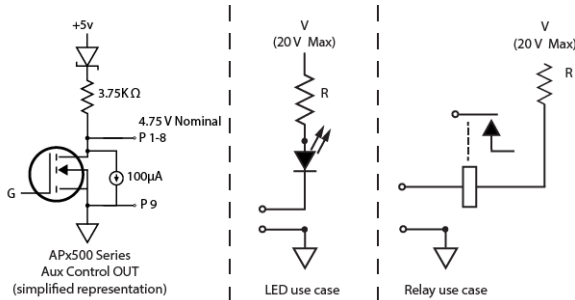 +5v
3.75K Ω
4.75 V Nominal
P 1-8
100μA
G
P 9
APx500 Series
Aux Control OUT
(simplified representation)
V
(20 V Max)
R
LED use case
V
(20 V Max)
R
Relay use case